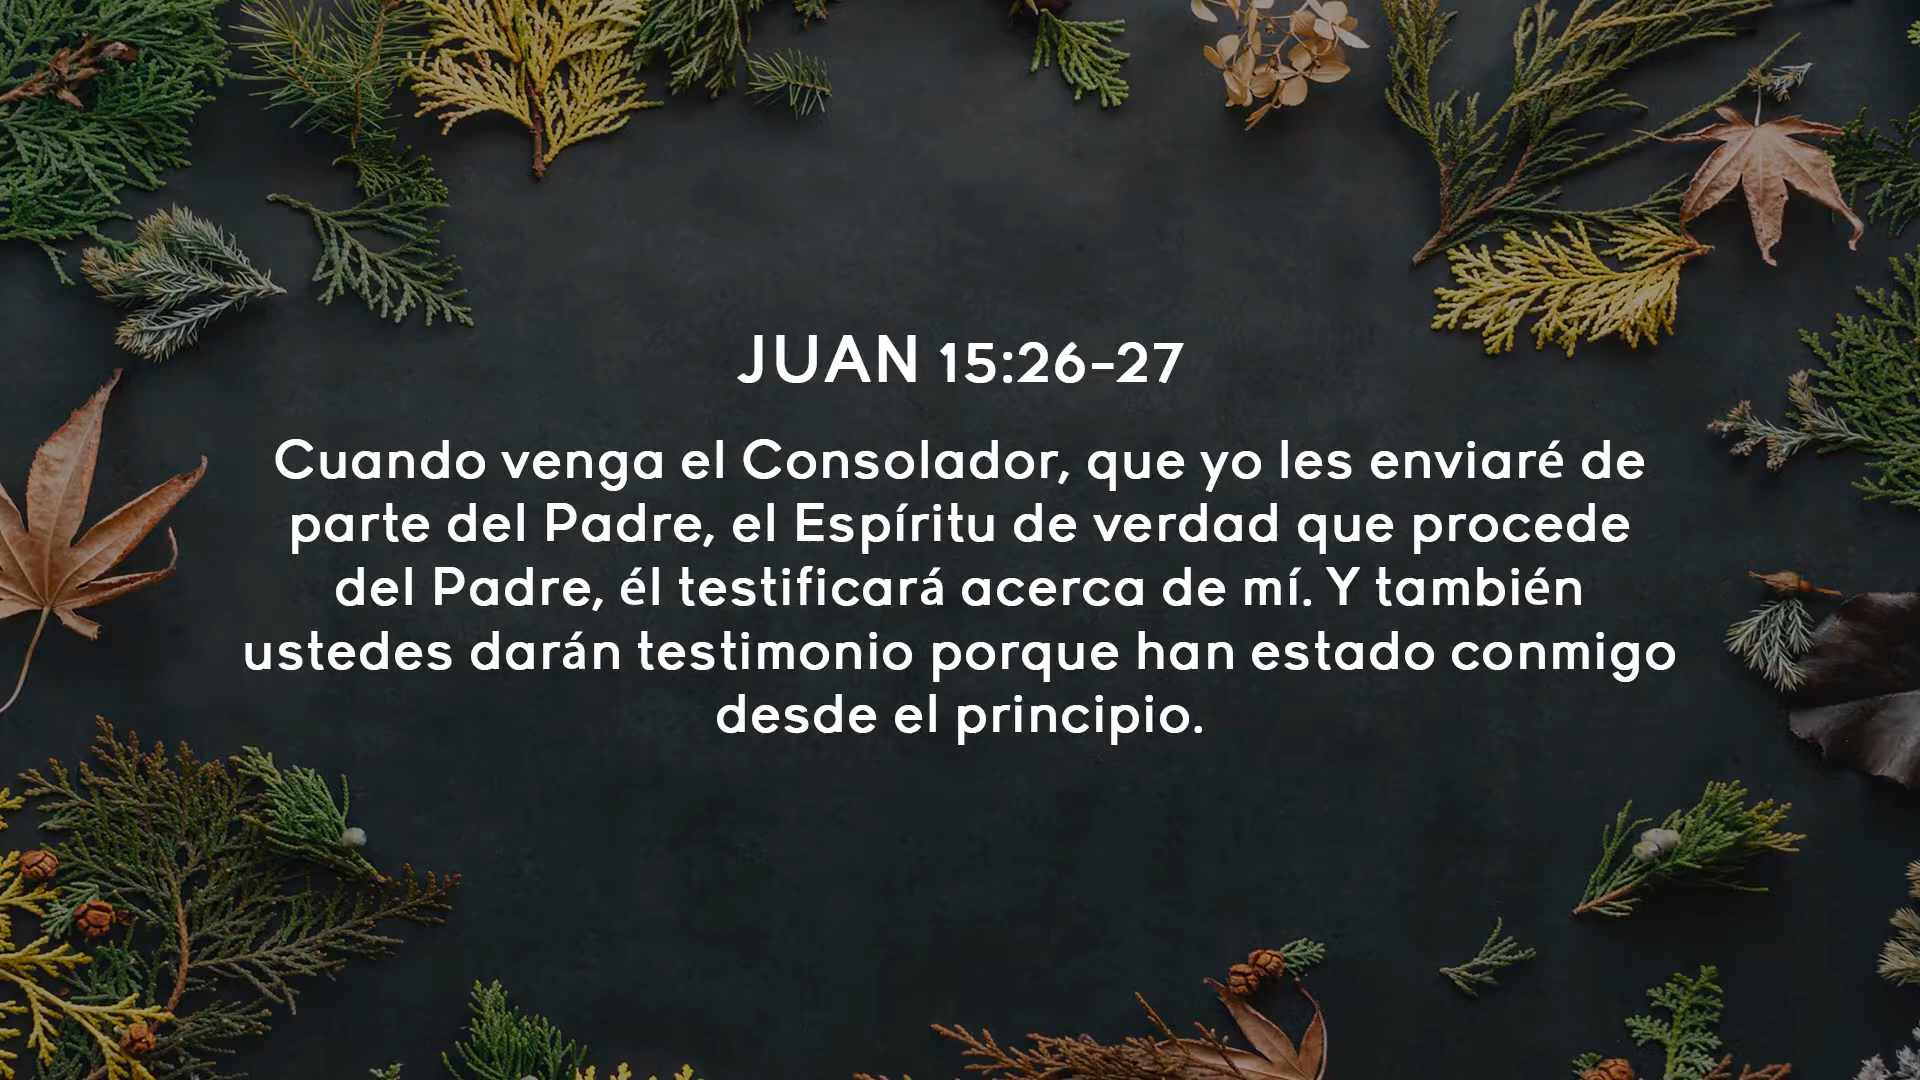 JUAN 15:26-27
Cuando venga el Consolador, que yo les enviaré de
parte del Padre, el Espíritu de verdad que procede
del Padre, él testificará acerca de mí. Y también
ustedes darán testimonio porque han estado conmigo
desde el principio.